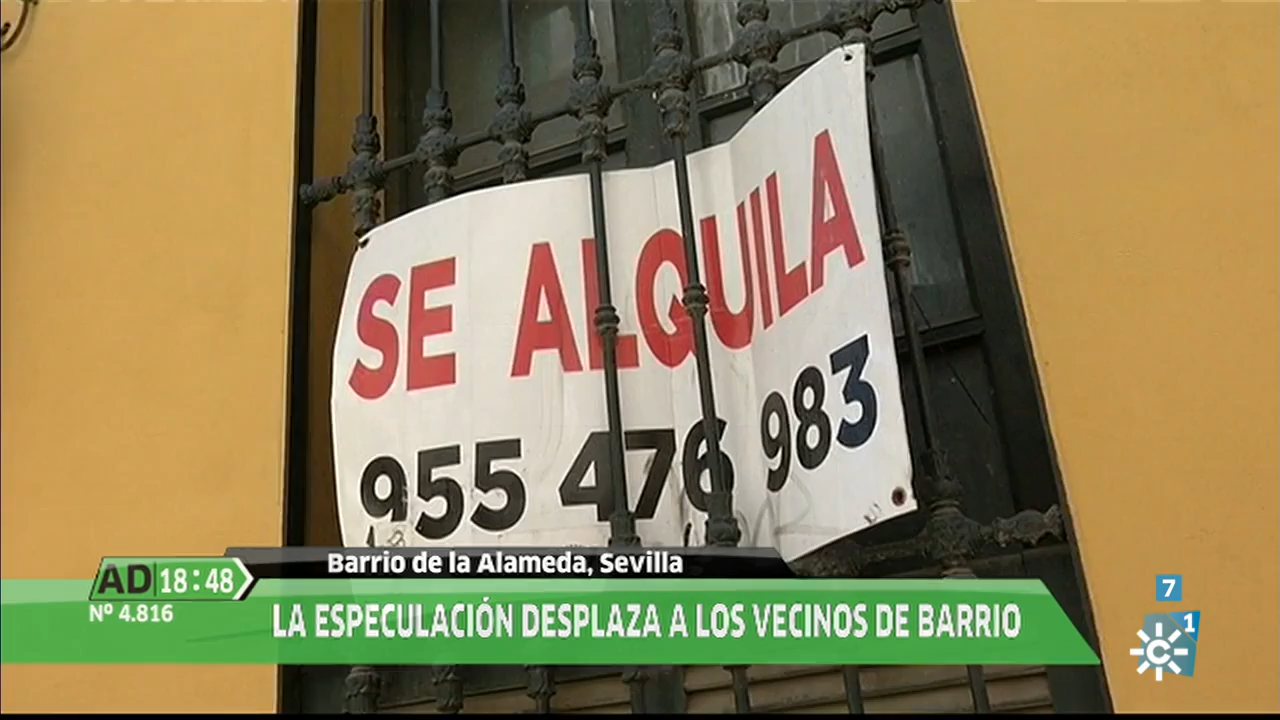 SE ALQUILA
955 476 983
Barrio de la Alameda, Sevilla
AD 18:48
Nº 4.816
LA ESPECULACIÓN DESPLAZA A LOS VECINOS DE BARRIO
7
1
C